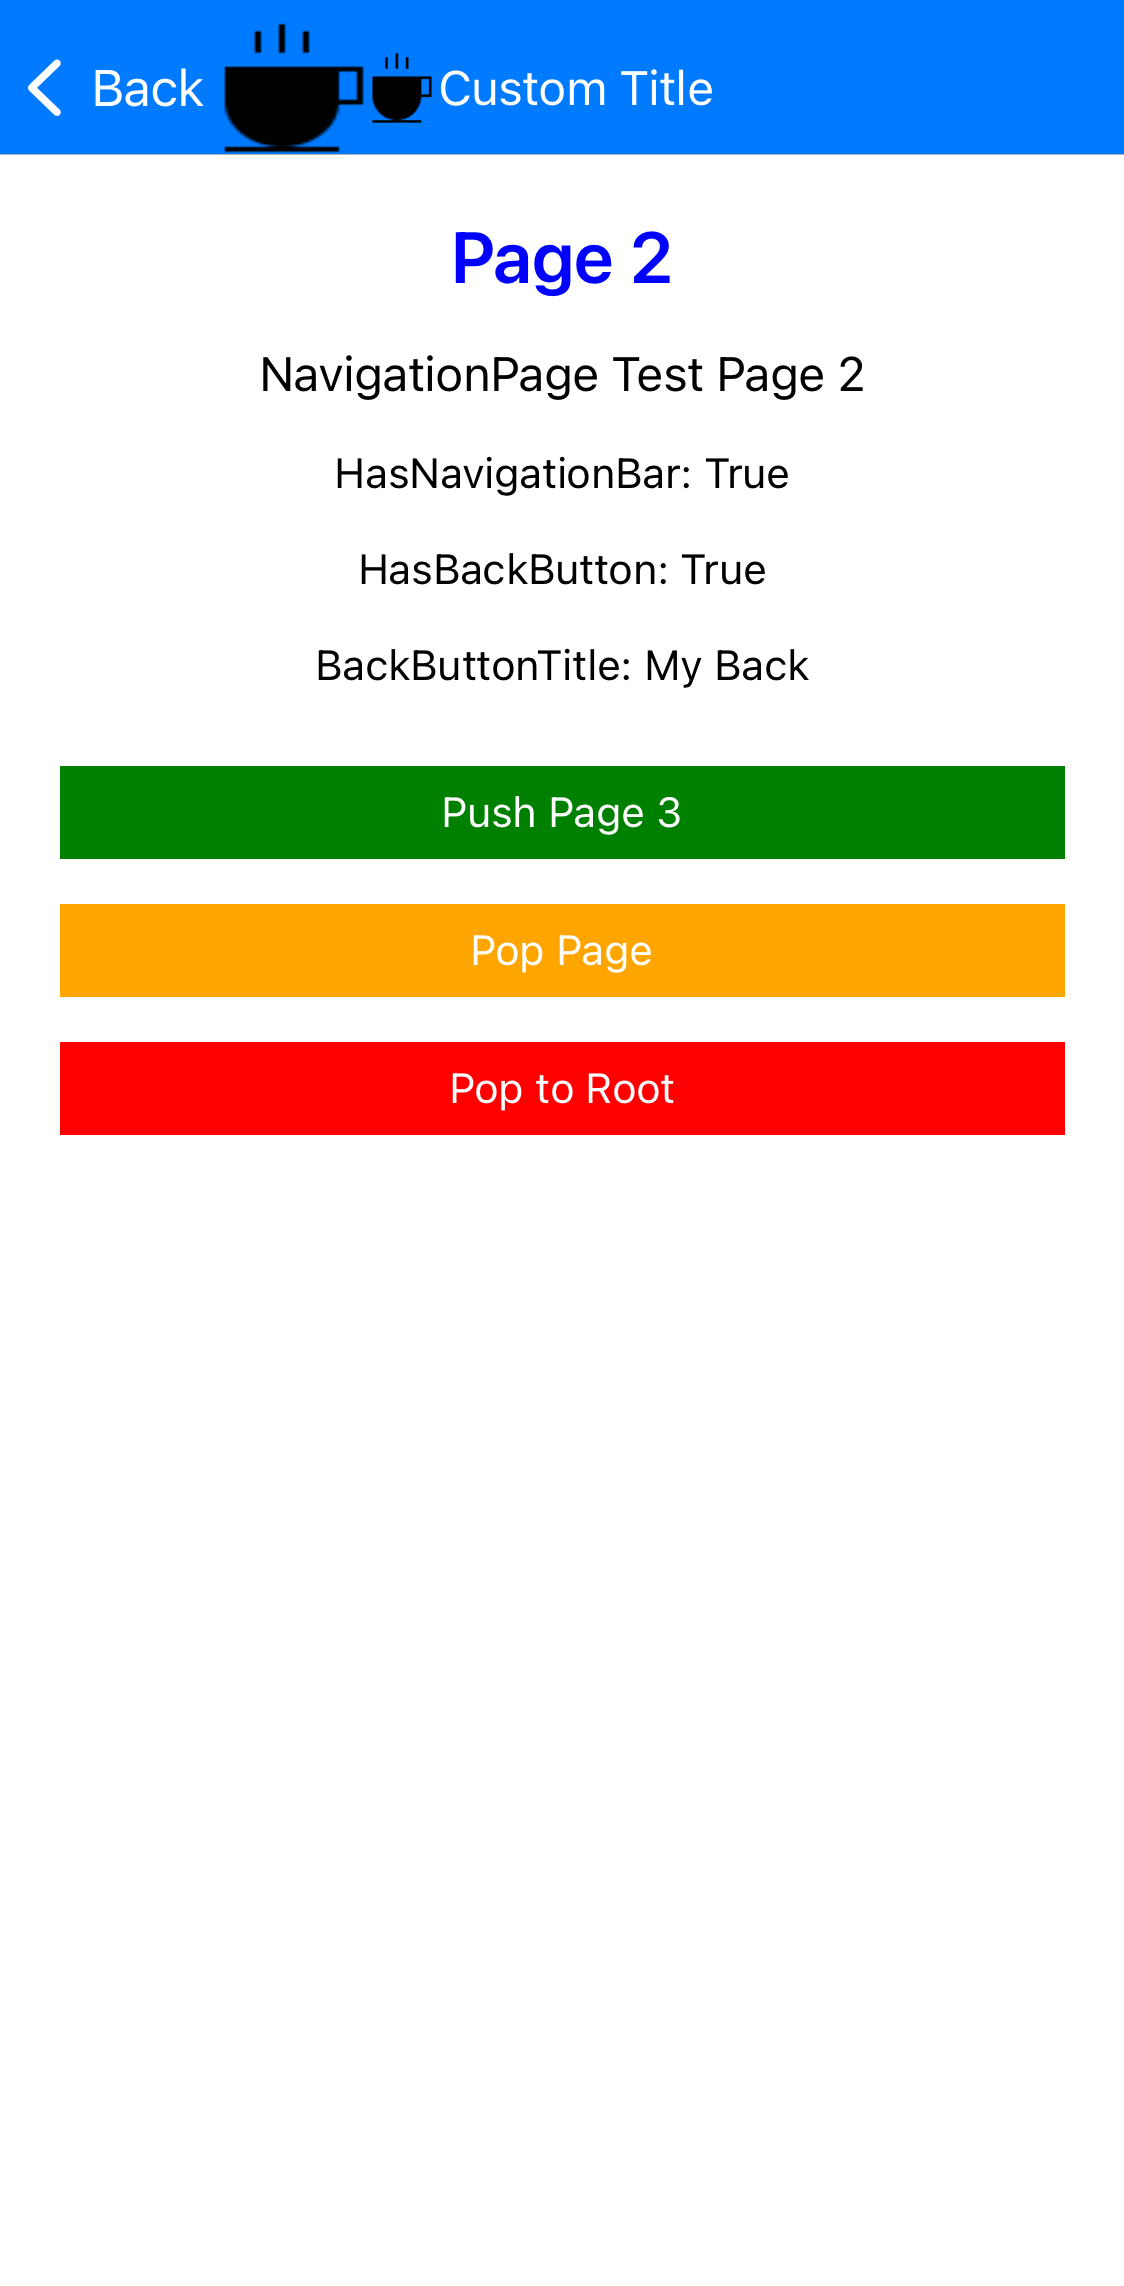 Back Custom Title
Page 2
NavigationPage Test Page 2
HasNavigationBar: True
HasBackButton: True
BackButtonTitle: My Back
Push Page 3
Pop Page
Pop to Root